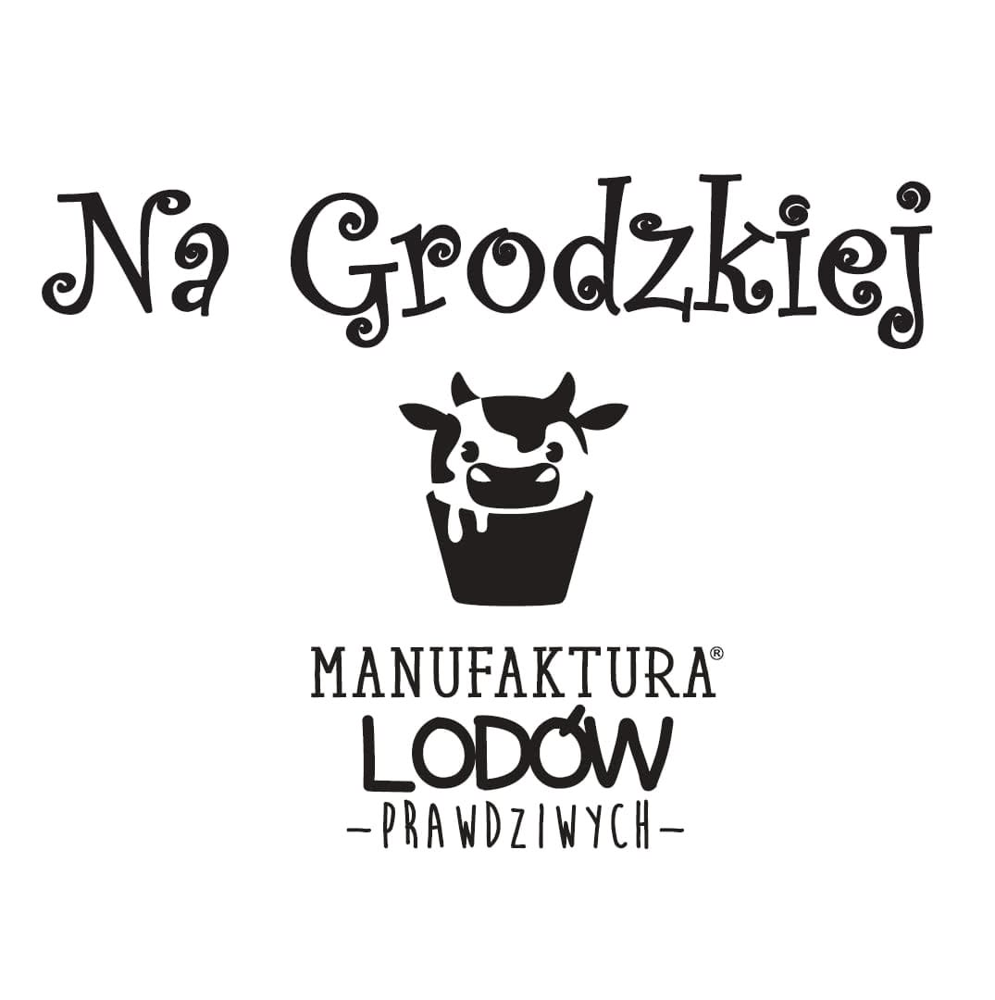 Na Grodzkiej
MANUFAKTURA®
LODÓW
-PRAWDZIWYCH-